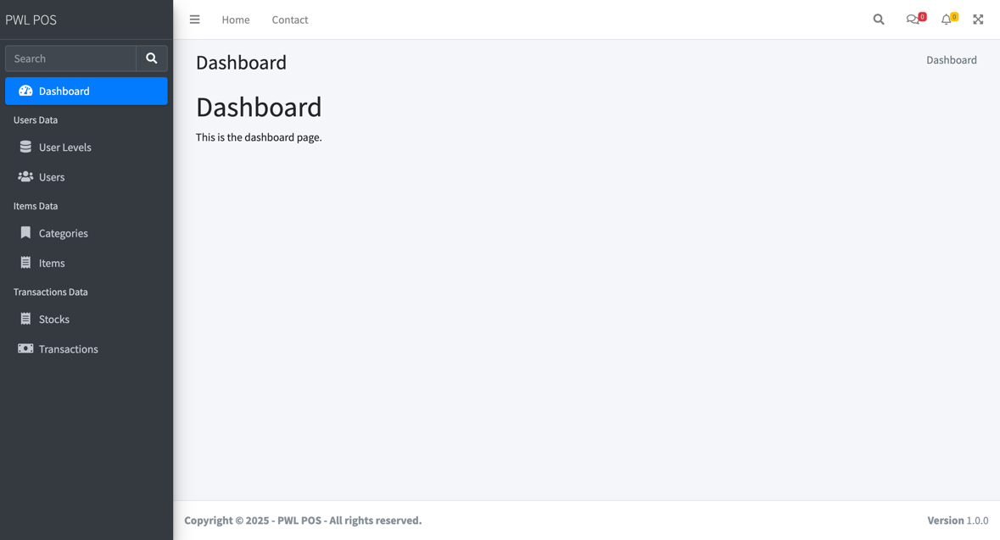 PWL POS
Home
Contact
0
0
Search
Dashboard
Users Data
User Levels
Users
Items Data
Categories
Items
Transactions Data
Stocks
Transactions
Dashboard
Dashboard
Dashboard
This is the dashboard page.
Copyright © 2025 - PWL POS - All rights reserved.
Version 1.0.0